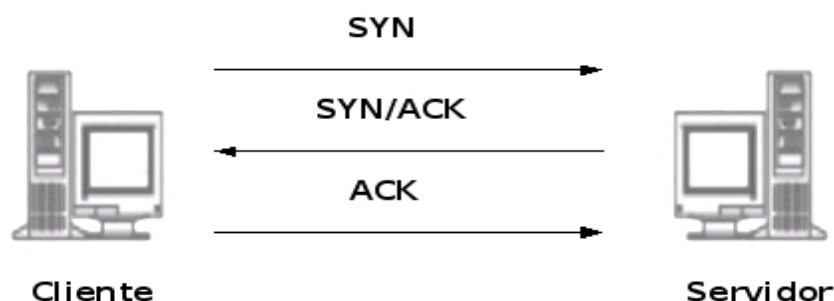 SYN
SYN/ACK
ACK
Cliente
Servidor